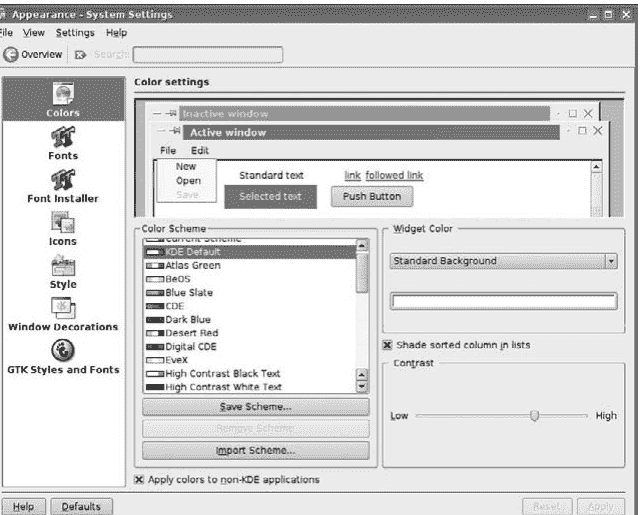 Appearance - System Settings
File View Settings Help
Overview Search:
Colors
Fonts
Font Installer
Icons
Style
Window Decorations
GTK Styles and Fonts
Color settings
Inactive window
Active window
File Edit
New
Open
Save
Standard text
link followed link
Selected text
Push Button
Color Scheme
Current Scheme
KDE Default
Atlas Green
BeOS
Blue Slate
CDE
Dark Blue
Desert Red
Digital CDE
EveX
High Contrast Black Text
High Contrast White Text
Save Scheme...
Remove Scheme
Import Scheme...
Widget Color
Standard Background
Shade sorted column in lists
Contrast
Low High
Apply colors to non-KDE applications
Help Defaults
Reset Apply